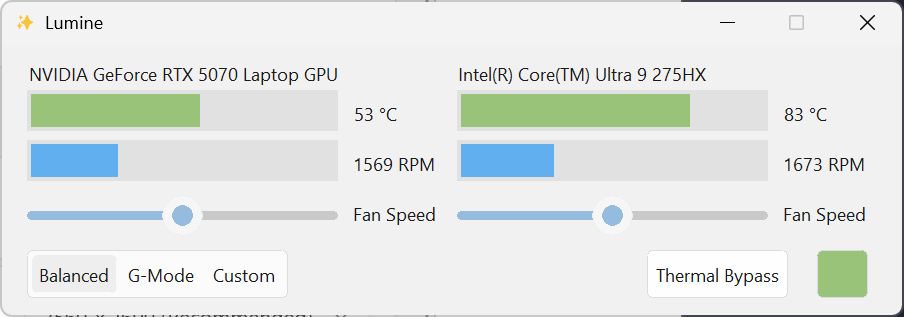 Lumine
NVIDIA GeForce RTX 5070 Laptop GPU
53 °C
1569 RPM
Fan Speed
Intel(R) Core(TM) Ultra 9 275HX
83 °C
1673 RPM
Fan Speed
Balanced
G-Mode
Custom
Thermal Bypass